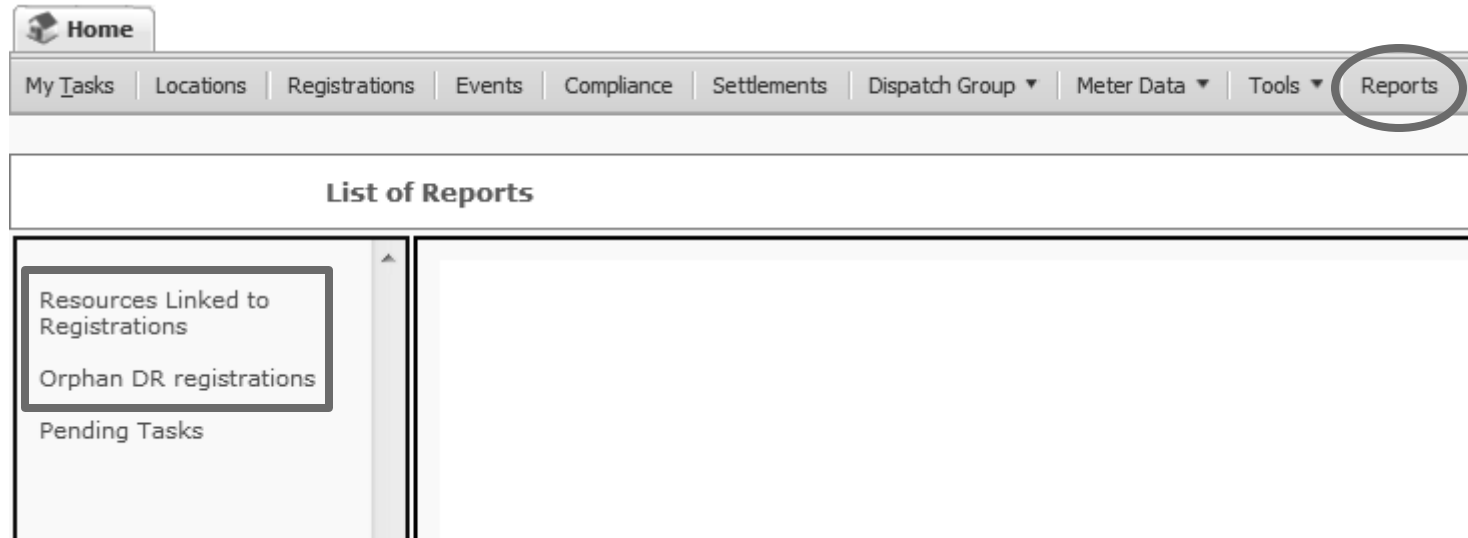 Home
My Tasks Locations Registrations Events Compliance Settlements Dispatch Group Meter Data Tools Reports
List of Reports
Resources Linked to
Registrations
Orphan DR registrations
Pending Tasks